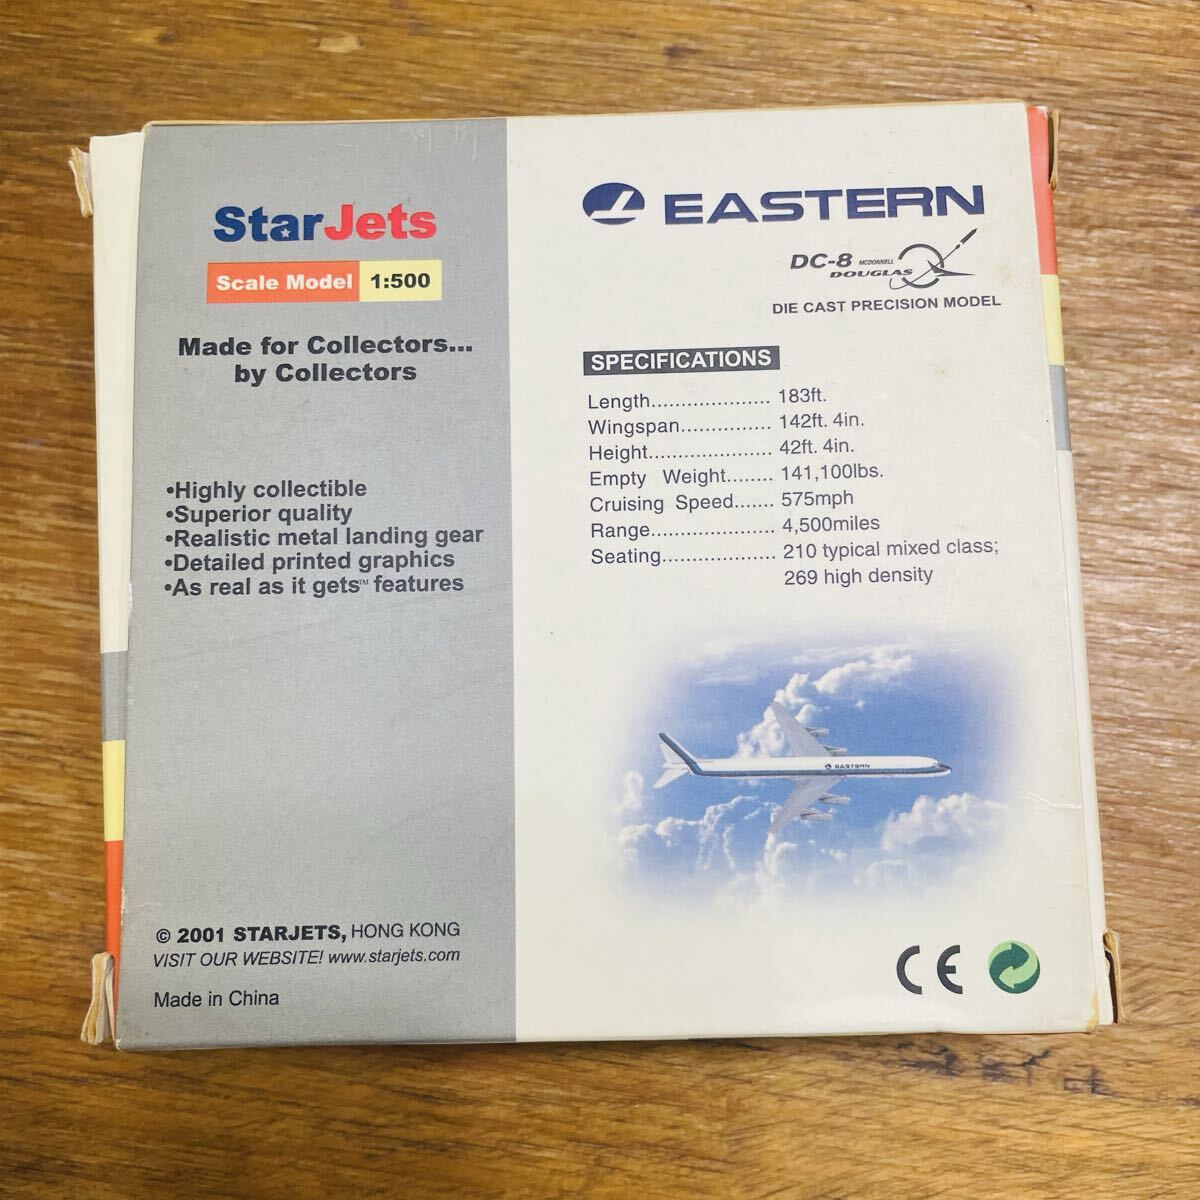 StarJets
Scale Model 1:500
Made for Collectors...
by Collectors
•Highly collectible
•Superior quality
•Realistic metal landing gear
•Detailed printed graphics
•As real as it gets™ features
© 2001 STARJETS, HONG KONG
VISIT OUR WEBSITE! www.starjets.com
Made in China
EASTERN
DC-8 MCDONNELL
DOUGLAS
DIE CAST PRECISION MODEL
SPECIFICATIONS
Length.................... 183ft.
Wingspan............... 142ft. 4in.
Height..................... 42ft. 4in.
Empty Weight........ 141,100lbs.
Cruising Speed....... 575mph
Range..................... 4,500miles
Seating................... 210 typical mixed class;
269 high density
EASTERN
CE